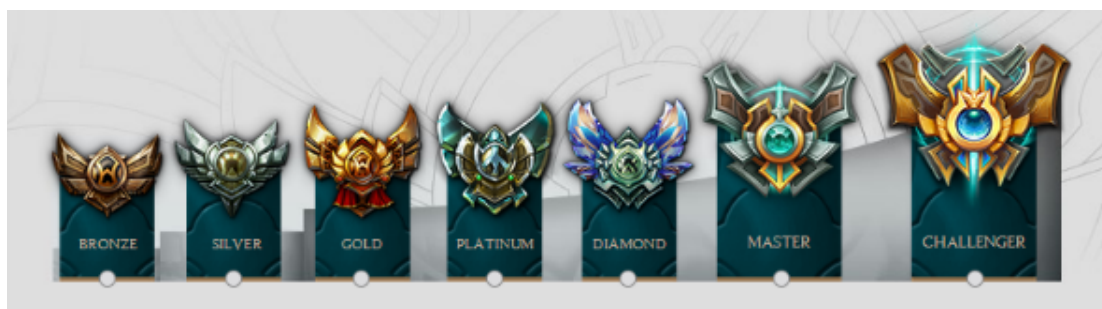 BRONZE
SILVER
GOLD
PLATINUM
DIAMOND
MASTER
CHALLENGER